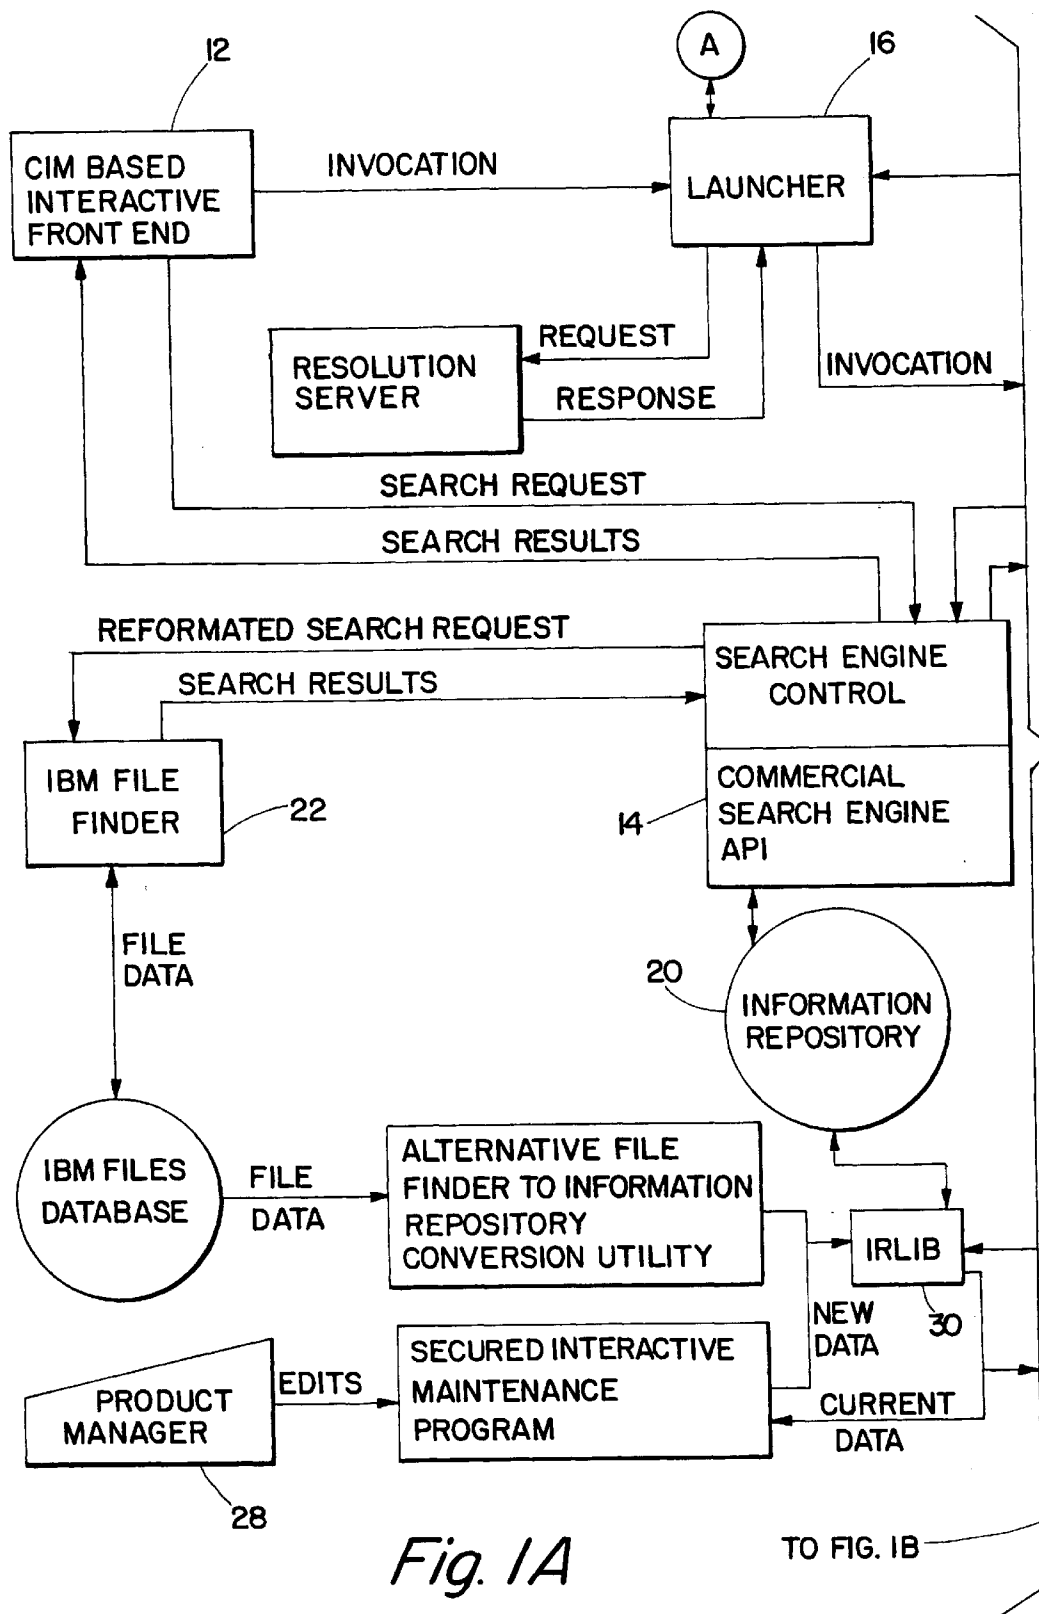 12
A
16
CIM BASED
INTERACTIVE
FRONT END
INVOCATION
LAUNCHER
REQUEST
RESOLUTION
SERVER
RESPONSE
INVOCATION
SEARCH REQUEST
SEARCH RESULTS
REFORMATED SEARCH REQUEST
SEARCH RESULTS
SEARCH ENGINE
CONTROL
IBM FILE
FINDER
22
14
COMMERCIAL
SEARCH ENGINE
API
FILE
DATA
20
INFORMATION
REPOSITORY
IBM FILES
DATABASE
FILE
DATA
ALTERNATIVE FILE
FINDER TO INFORMATION
REPOSITORY
CONVERSION UTILITY
IRLIB
30
NEW
DATA
PRODUCT
MANAGER
28
EDITS
SECURED INTERACTIVE
MAINTENANCE
PROGRAM
CURRENT
DATA
Fig. 1A
TO FIG. 1B